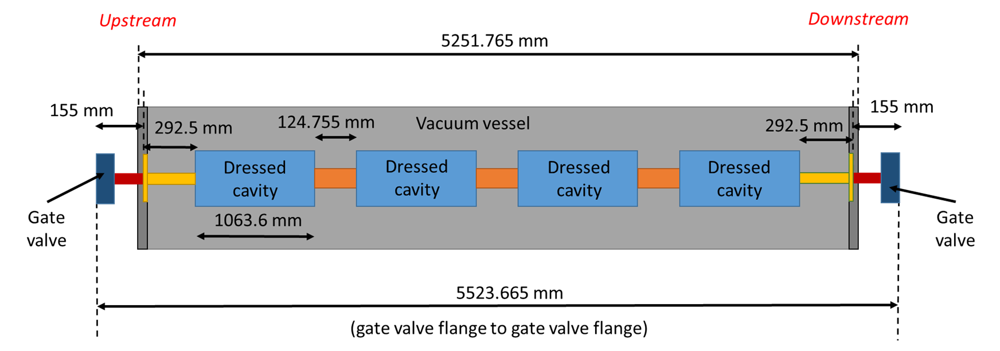 Upstream
Downstream
5251.765 mm
155 mm
155 mm
292.5 mm
124.755 mm
Vacuum vessel
292.5 mm
Dressed
cavity
Dressed
cavity
Dressed
cavity
Dressed
cavity
Gate
valve
1063.6 mm
Gate
valve
5523.665 mm
(gate valve flange to gate valve flange)